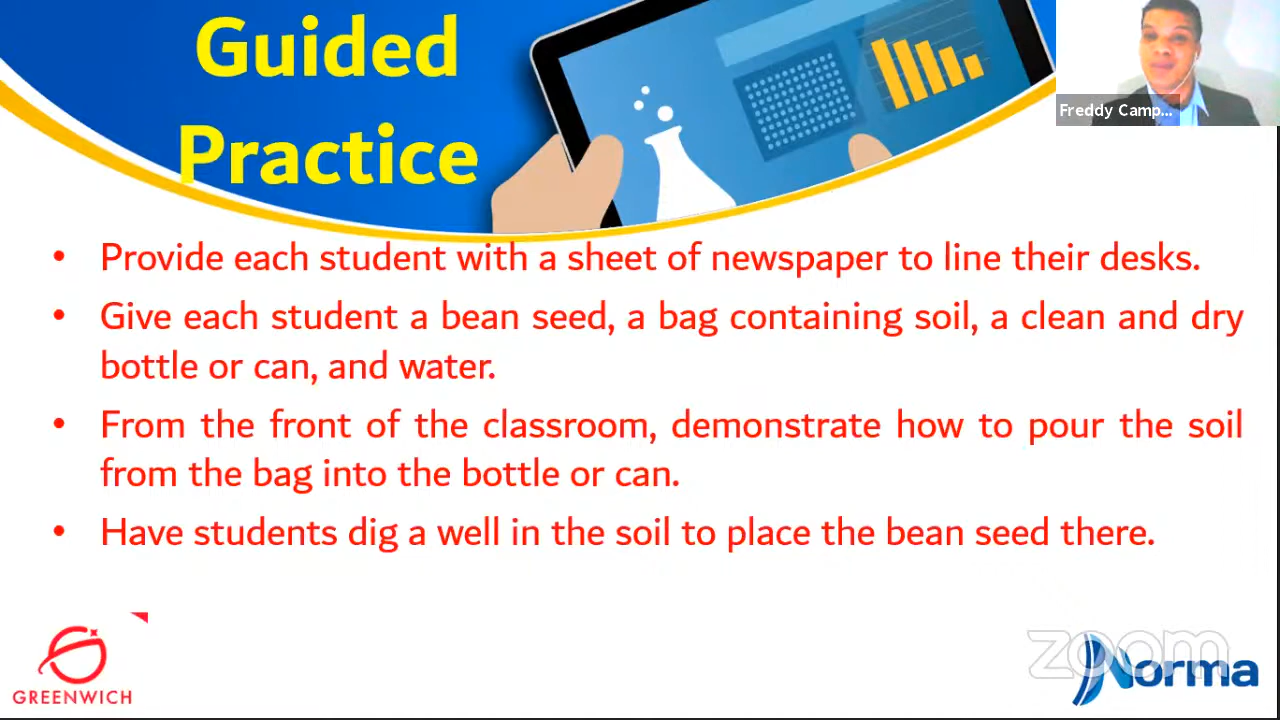 Guided
Practice
Freddy Camp...
• Provide each student with a sheet of newspaper to line their desks.
• Give each student a bean seed, a bag containing soil, a clean and dry
bottle or can, and water.
• From the front of the classroom, demonstrate how to pour the soil
from the bag into the bottle or can.
• Have students dig a well in the soil to place the bean seed there.
GREENWICH
zoom
Norma